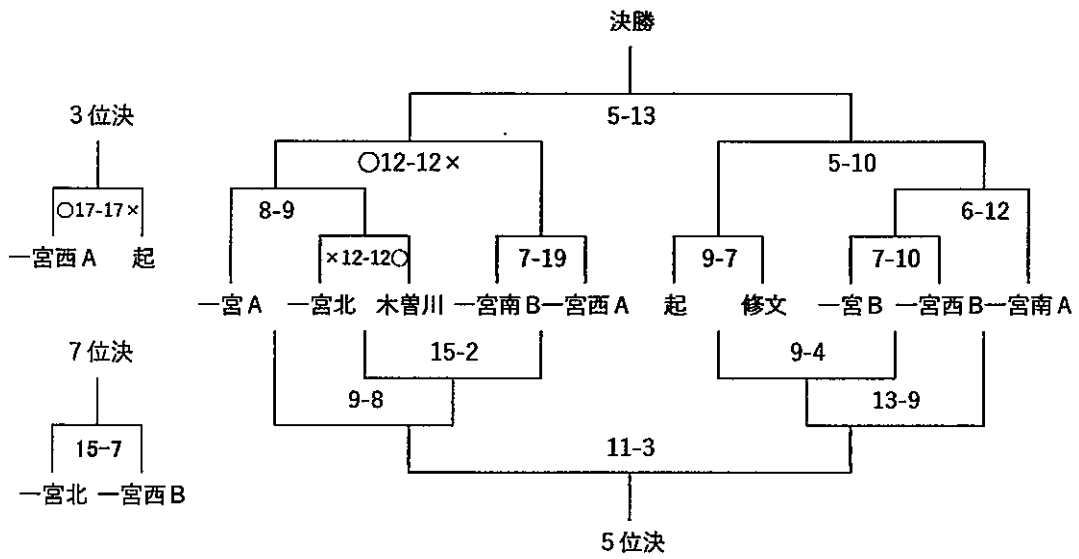 決勝
5-13
3位決
○12-12×
5-10
○17-17×
8-9
6-12
一宮西A 起
×12-12○
7-19
9-7
7-10
一宮A 一宮北 木曽川 一宮南B 一宮西A 起 修文 一宮B 一宮西B 一宮南A
7位決
15-2
9-4
9-8
13-9
15-7
11-3
一宮北 一宮西B
5位決